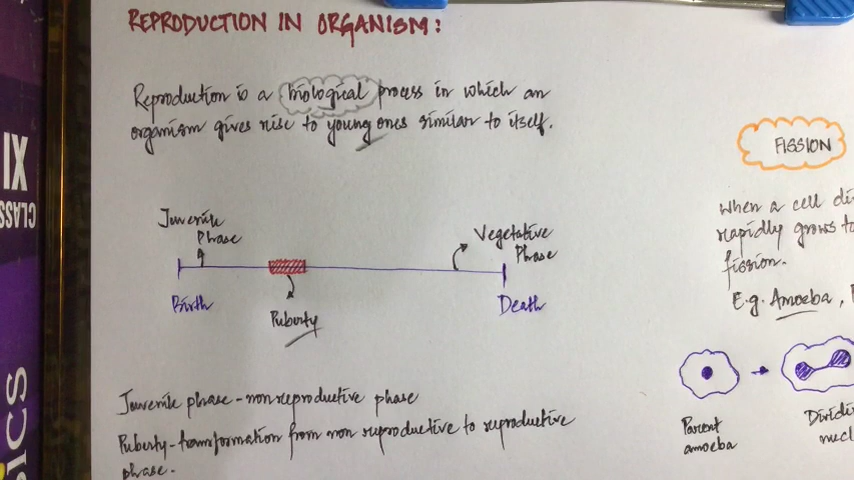 REPRODUCTION IN ORGANISM:
Reproduction is a biological process in which an
organism gives rise to young ones similar to itself.
Juvenile
Phase
Vegetative
Phase
Birth
Puberty
Death
Juvenile phase - non reproductive phase
Puberty - transformation from non reproductive to reproductive
phase.
FISSION
When a cell di
rapidly grows to
fission.
E.g. Amoeba,
Parent
amoeba
Dividi
nucl
XI
CLASS
ICS